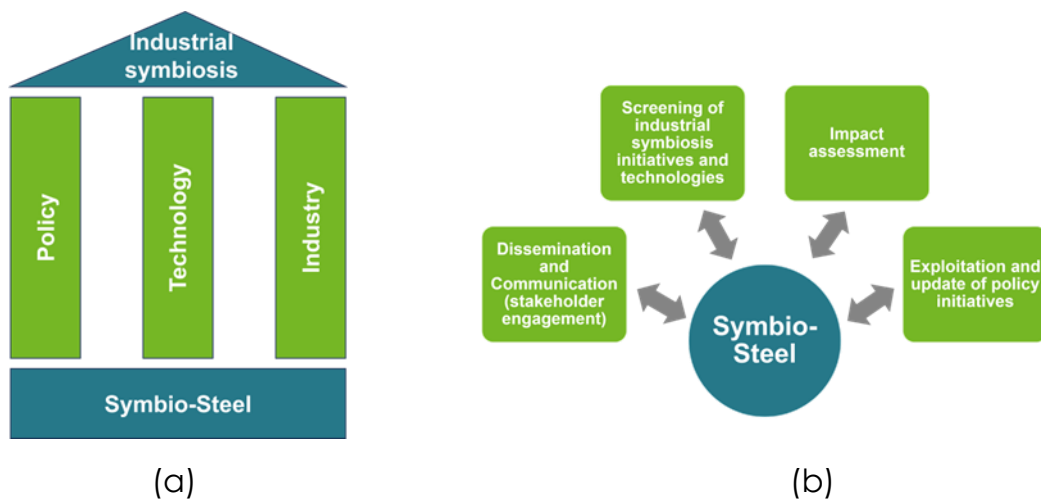 Industrial
symbiosis
Policy
Technology
Industry
Symbio-Steel
(a)
Screening of
industrial
symbiosis
initiatives and
technologies
Impact
assessment
Dissemination
and
Communication
(stakeholder
engagement)
Exploitation and
update of policy
initiatives
Symbio-
Steel
(b)